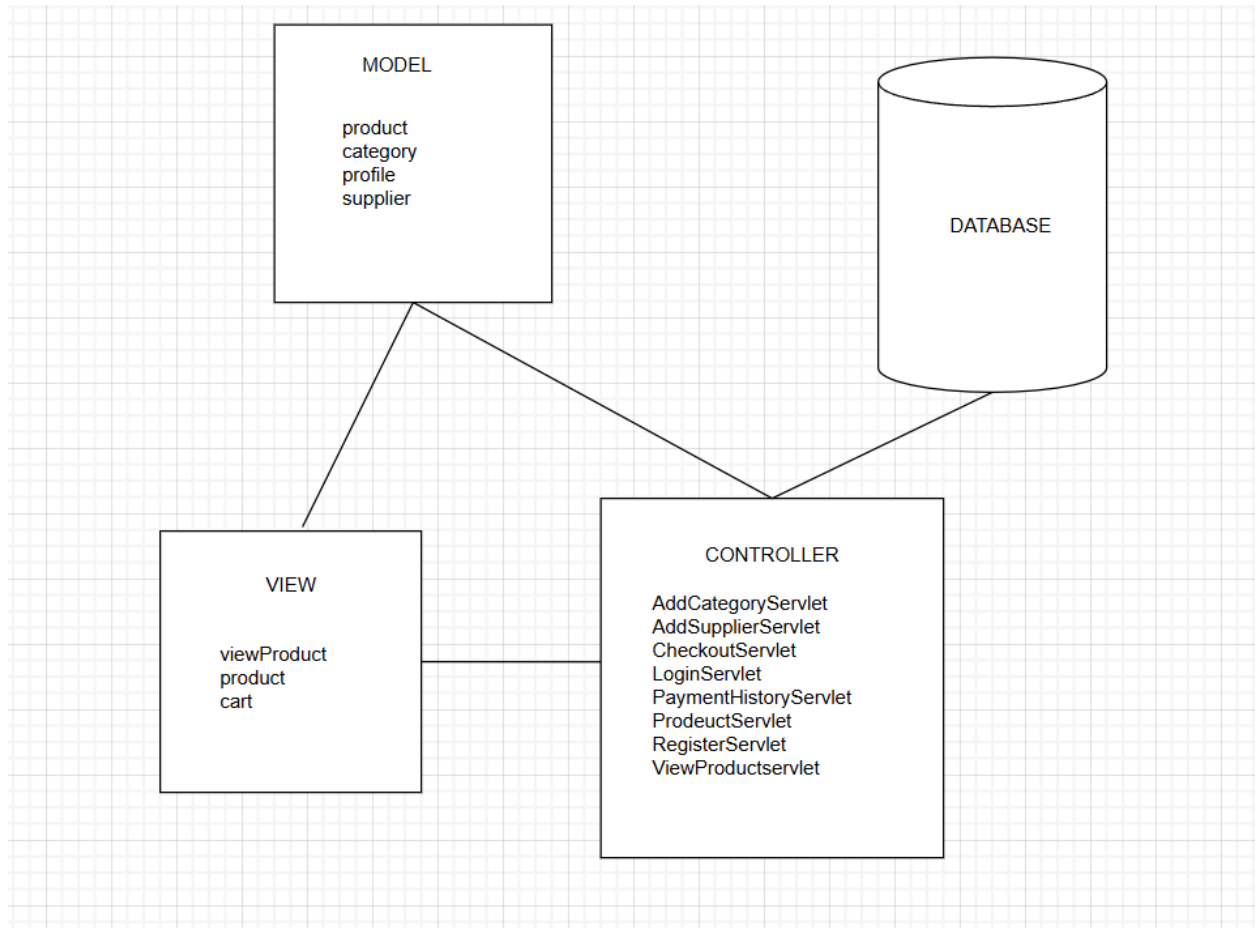 MODEL
product
category
profile
supplier
DATABASE
VIEW
viewProduct
product
cart
CONTROLLER
AddCategoryServlet
AddSupplierServlet
CheckoutServlet
LoginServlet
PaymentHistoryServlet
ProdeuctServlet
RegisterServlet
ViewProductservlet